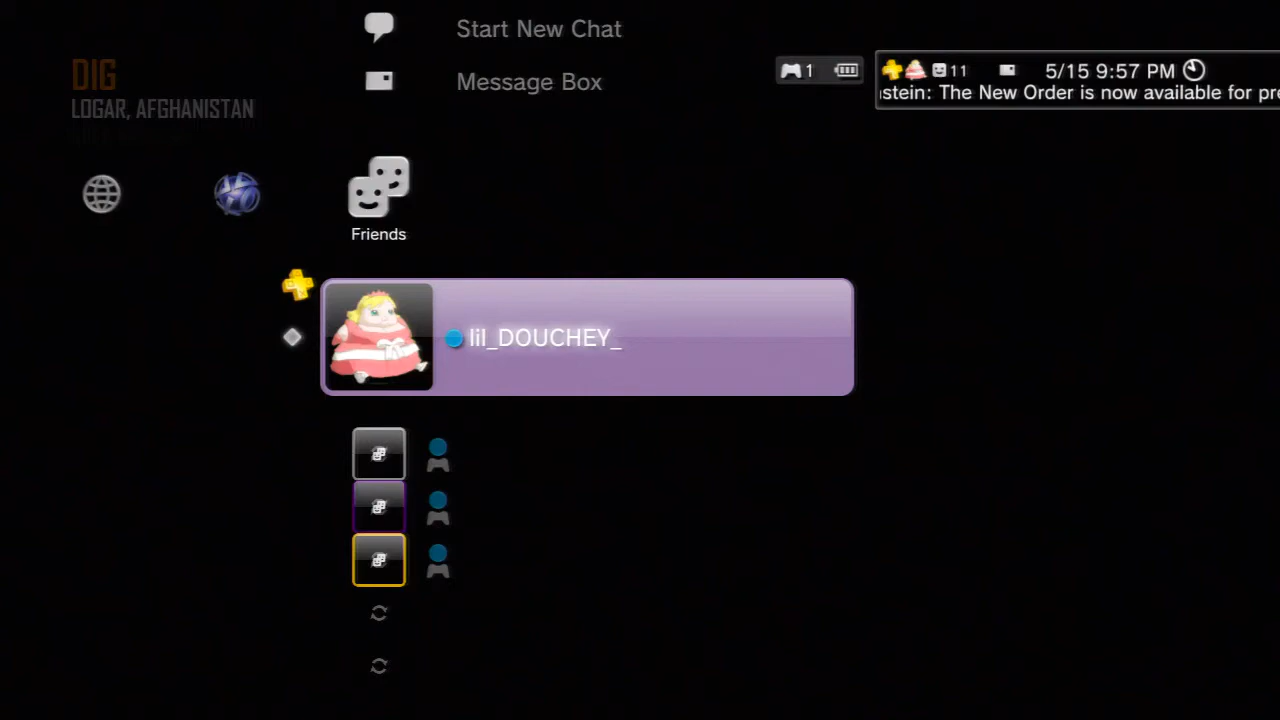 Start New Chat
Message Box
DIG
LOGAR, AFGHANISTAN
1
11
5/15 9:57 PM
stein: The New Order is now available for pre
Friends
lil_DOUCHEY_